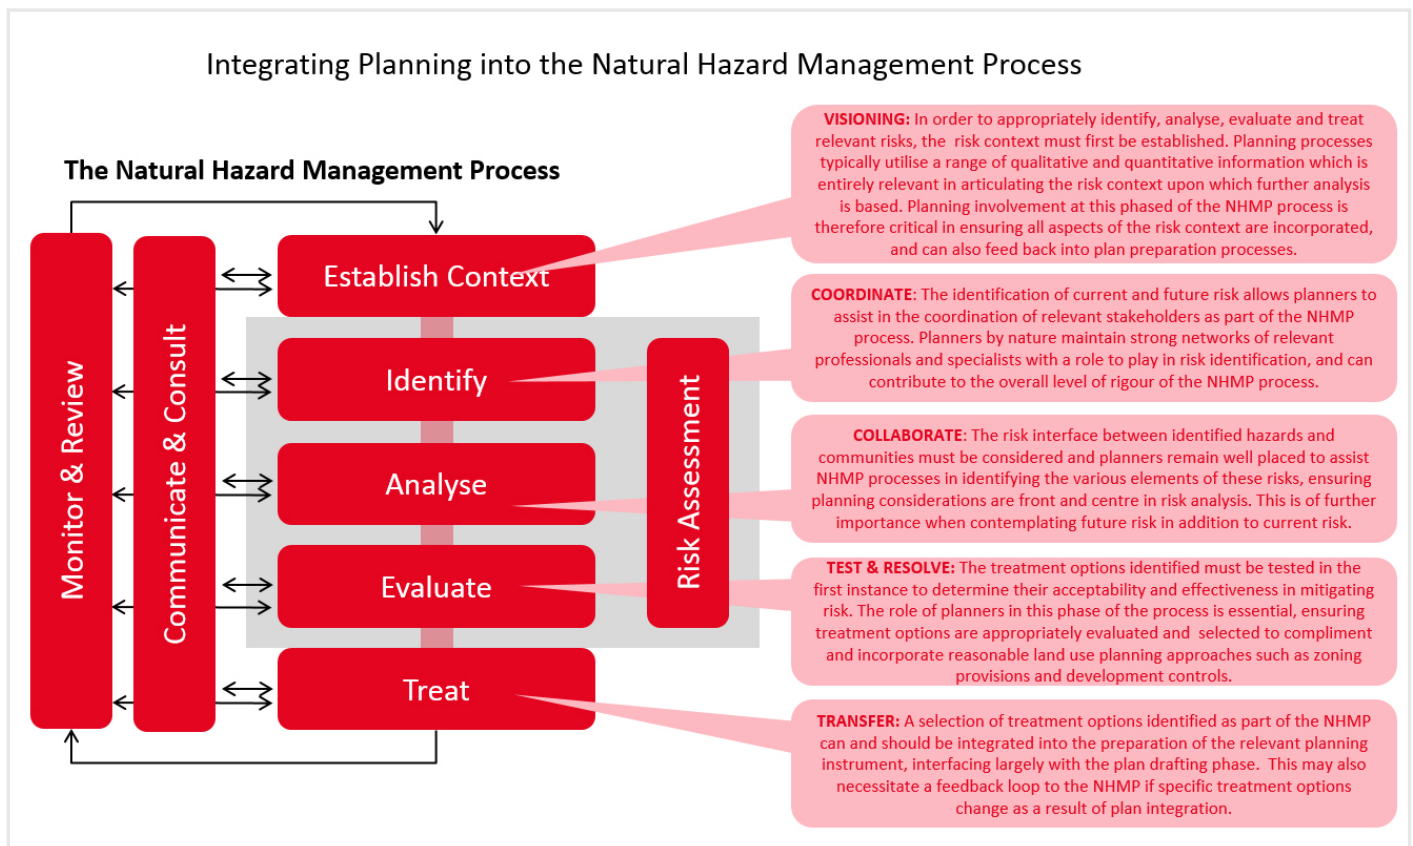 Integrating Planning into the Natural Hazard Management Process
The Natural Hazard Management Process
Monitor & Review
Communicate & Consult
Establish Context
Identify
Analyse
Evaluate
Treat
Risk Assessment
VISIONING: In order to appropriately identify, analyse, evaluate and treat
relevant risks, the  risk context must first be established. Planning processes
typically utilise a range of qualitative and quantitative information which is
entirely relevant in articulating the risk context upon which further analysis
is based. Planning involvement at this phased of the NHMP process is
therefore critical in ensuring all aspects of the risk context are incorporated,
and can also feed back into plan preparation processes.
COORDINATE: The identification of current and future risk allows planners to
assist in the coordination of relevant stakeholders as part of the NHMP
process. Planners by nature maintain strong networks of relevant
professionals and specialists with a role to play in risk identification, and can
contribute to the overall level of rigour of the NHMP process.
COLLABORATE: The risk interface between identified hazards and
communities must be considered and planners remain well placed to assist
NHMP processes in identifying the various elements of these risks, ensuring
planning considerations are front and centre in risk analysis. This is of further
importance when contemplating future risk in addition to current risk.
TEST & RESOLVE: The treatment options identified must be tested in the
first instance to determine their acceptability and effectiveness in mitigating
risk. The role of planners in this phase of the process is essential, ensuring
treatment options are appropriately evaluated and  selected to compliment
and incorporate reasonable land use planning approaches such as zoning
provisions and development controls.
TRANSFER: A selection of treatment options identified as part of the NHMP
can and should be integrated into the preparation of the relevant planning
instrument, interfacing largely with the plan drafting phase.  This may also
necessitate a feedback loop to the NHMP if specific treatment options
change as a result of plan integration.